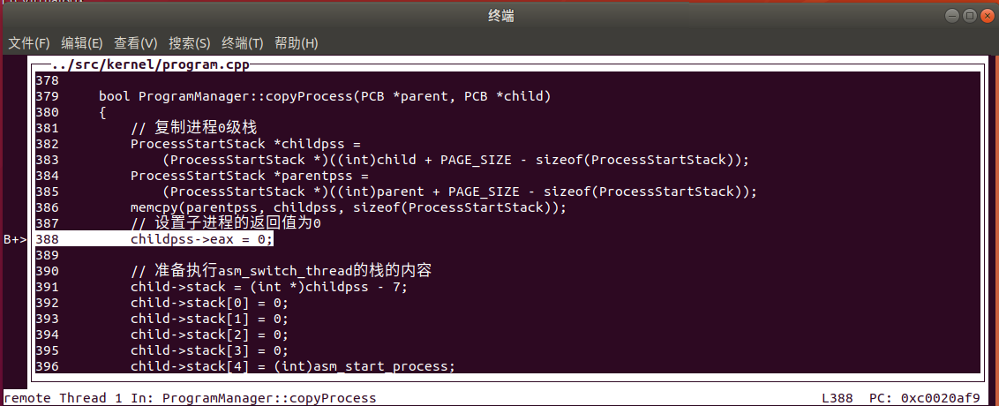 终端
文件(F) 编辑(E) 查看(V) 搜索(S) 终端(T) 帮助(H)
../src/kernel/program.cpp
378
379 bool ProgramManager::copyProcess(PCB *parent, PCB *child)
380 {
381 // 复制进程0级栈
382 ProcessStartStack *childpss =
383 (ProcessStartStack *)((int)child + PAGE_SIZE - sizeof(ProcessStartStack));
384 ProcessStartStack *parentpss =
385 (ProcessStartStack *)((int)parent + PAGE_SIZE - sizeof(ProcessStartStack));
386 memcpy(parentpss, childpss, sizeof(ProcessStartStack));
387 // 设置子进程的返回值为0
B+> 388 childpss->eax = 0;
389
390 // 准备执行asm_switch_thread的栈的内容
391 child->stack = (int *)childpss - 7;
392 child->stack[0] = 0;
393 child->stack[1] = 0;
394 child->stack[2] = 0;
395 child->stack[3] = 0;
396 child->stack[4] = (int)asm_start_process;
remote Thread 1 In: ProgramManager::copyProcess L388 PC: 0xc0020af9